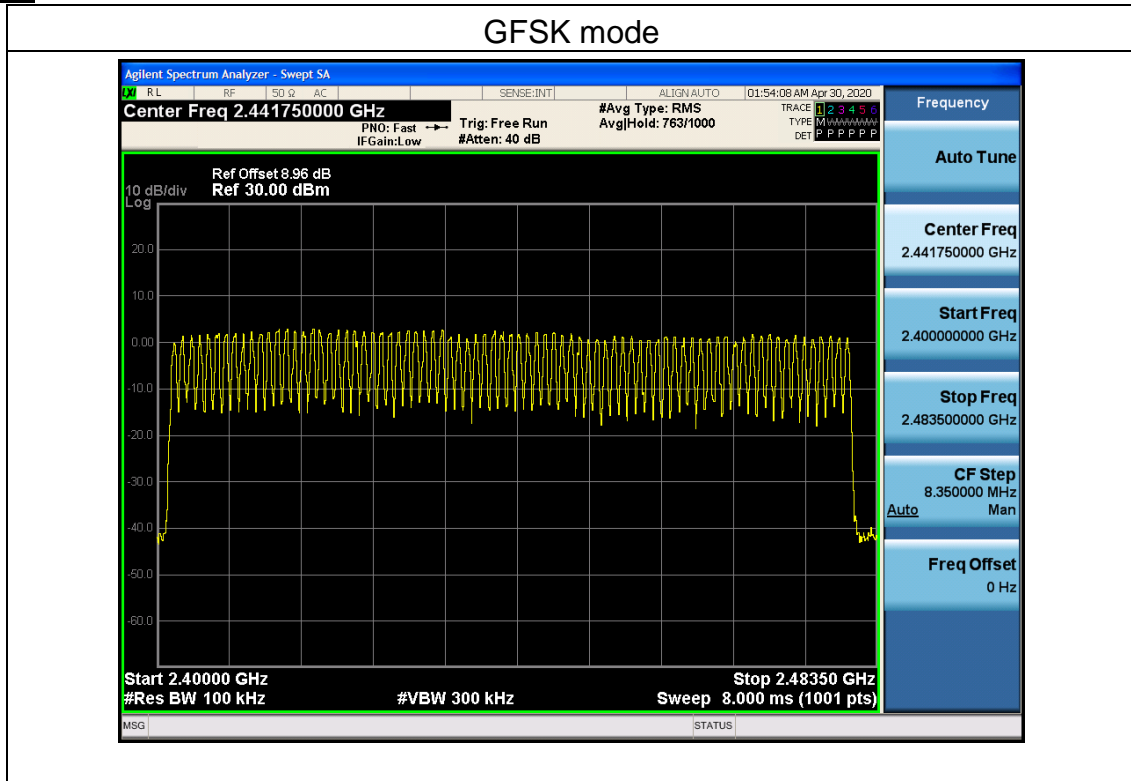 GFSK mode
Agilent Spectrum Analyzer - Swept SA
LXI RL RF 50 Ω AC SENSE:INT ALIGN AUTO 01:54:08 AM Apr 30, 2020
Center Freq 2.441750000 GHz
PNO: Fast
IFGain:Low
Trig: Free Run
#Atten: 40 dB
#Avg Type: RMS
Avg|Hold: 763/1000
TRACE 1 2 3 4 5 6
TYPE M WWWWW
DET P P P P P P
Ref Offset 8.96 dB
10 dB/div Ref 30.00 dBm
Log
20.0
10.0
0.00
-10.0
-20.0
-30.0
-40.0
-50.0
-60.0
Start 2.40000 GHz Stop 2.48350 GHz
#Res BW 100 kHz #VBW 300 kHz Sweep 8.000 ms (1001 pts)
MSG STATUS
Frequency
Auto Tune
Center Freq
2.441750000 GHz
Start Freq
2.400000000 GHz
Stop Freq
2.483500000 GHz
CF Step
8.350000 MHz
Auto Man
Freq Offset
0 Hz